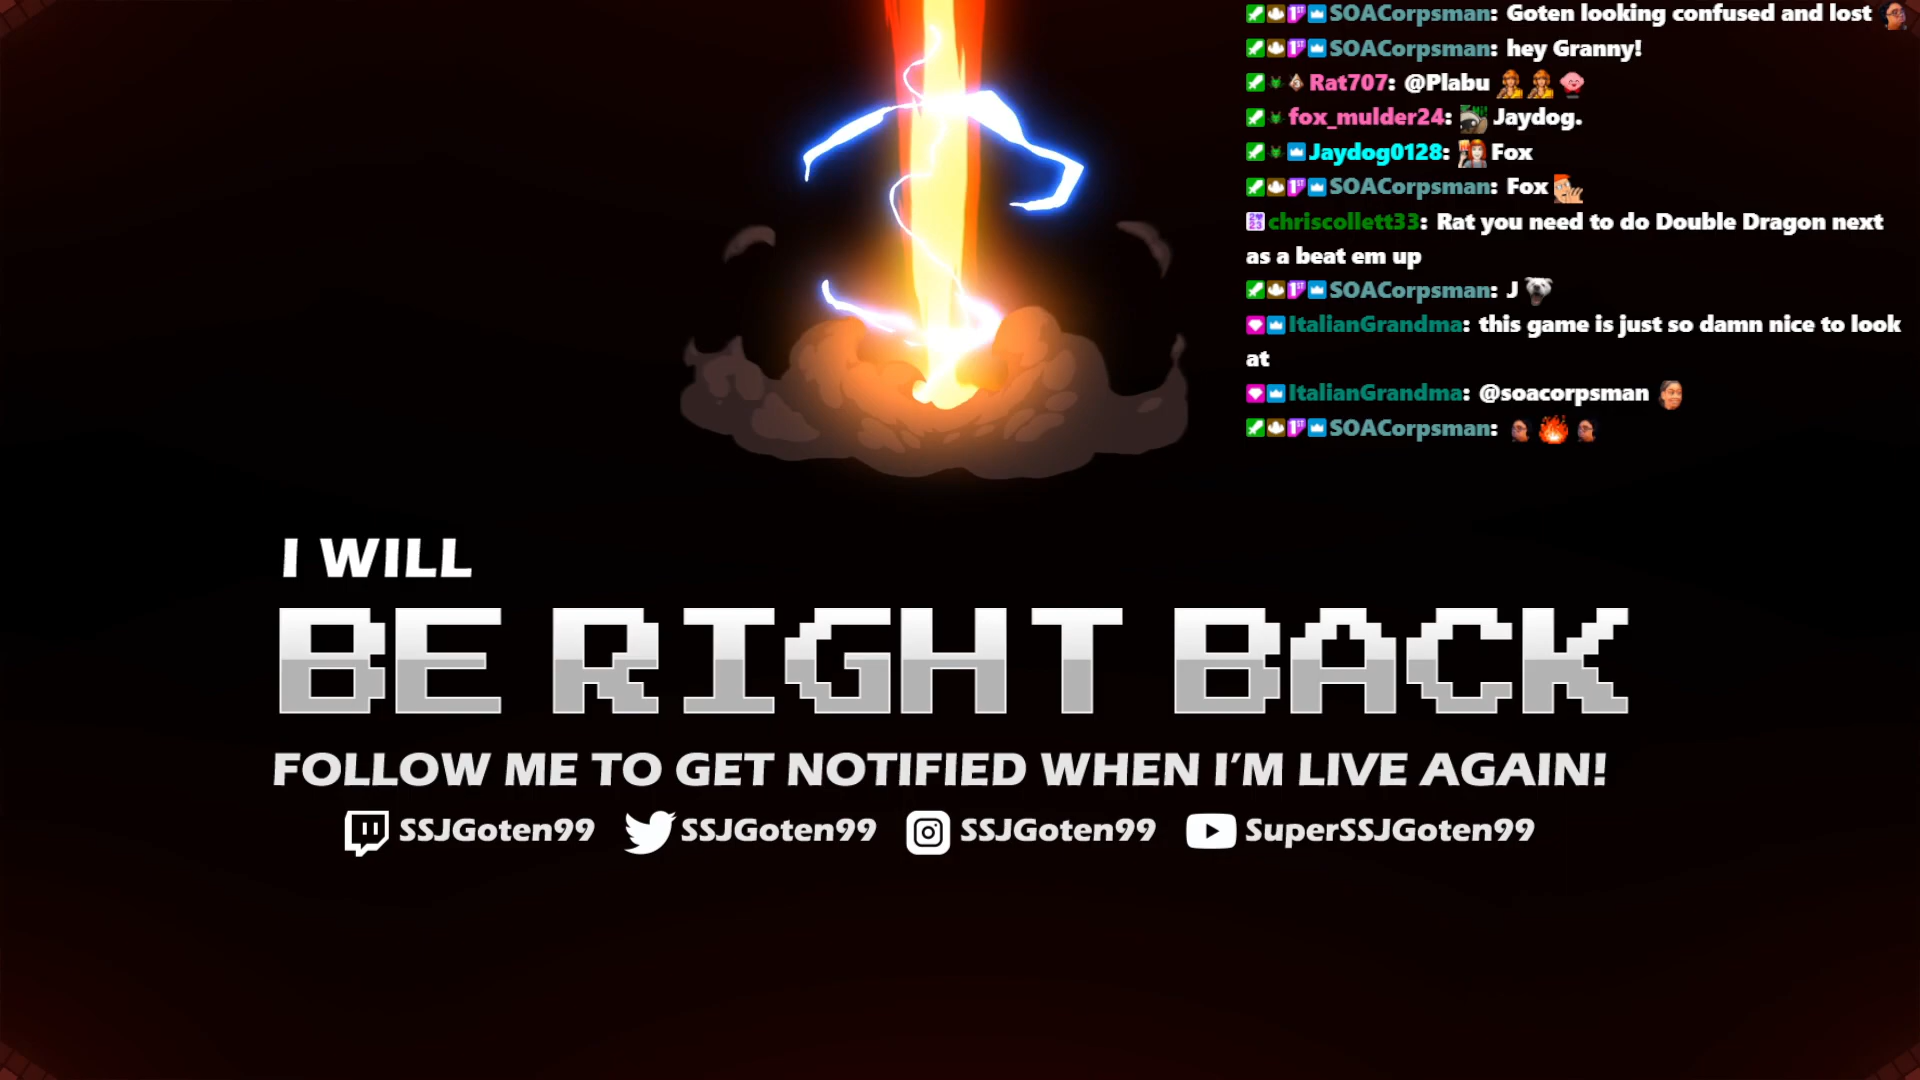 SOACorpsman: Goten looking confused and lost
SOACorpsman: hey Granny!
Rat707: @Plabu
fox_mulder24: Jaydog.
Jaydog0128: Fox
SOACorpsman: Fox
chriscollett33: Rat you need to do Double Dragon next
as a beat em up
SOACorpsman: J
ItalianGrandma: this game is just so damn nice to look
at
ItalianGrandma: @soacorpsman
SOACorpsman:
I WILL
BE RIGHT BACK
FOLLOW ME TO GET NOTIFIED WHEN I'M LIVE AGAIN!
SSJGoten99 SSJGoten99 SSJGoten99 SuperSSJGoten99